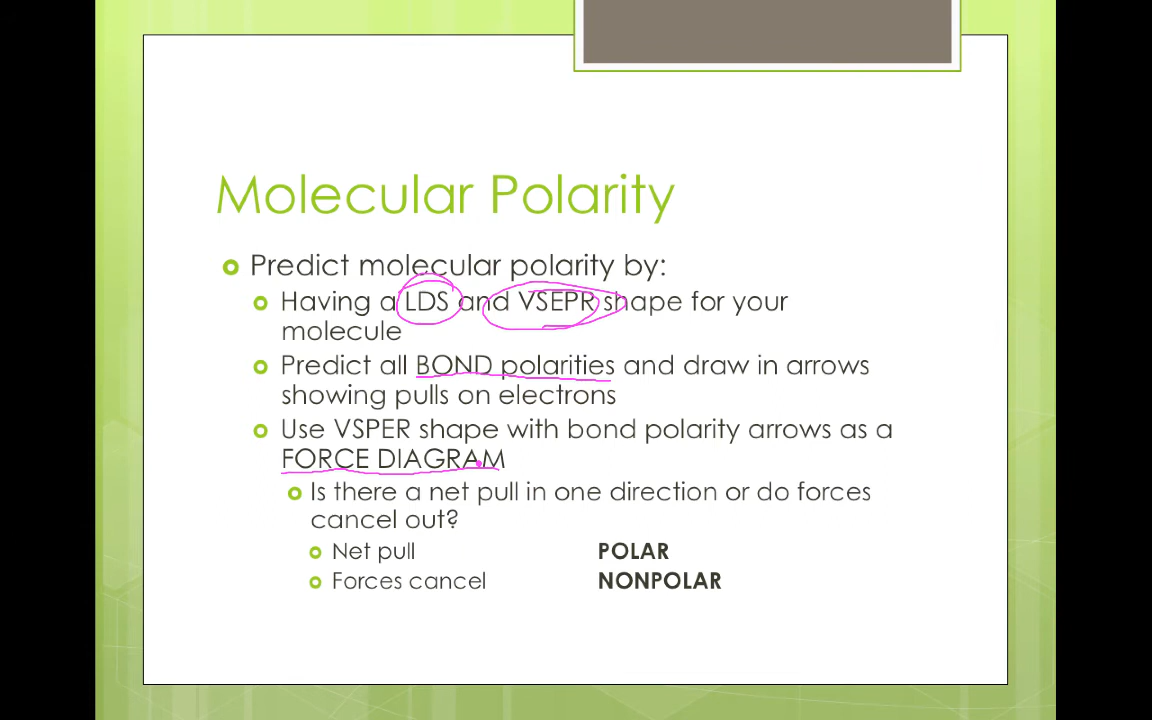 Molecular Polarity
Predict molecular polarity by:
Having a LDS and VSEPR shape for your
molecule
Predict all BOND polarities and draw in arrows
showing pulls on electrons
Use VSPER shape with bond polarity arrows as a
FORCE DIAGRAM
Is there a net pull in one direction or do forces
cancel out?
Net pull POLAR
Forces cancel NONPOLAR